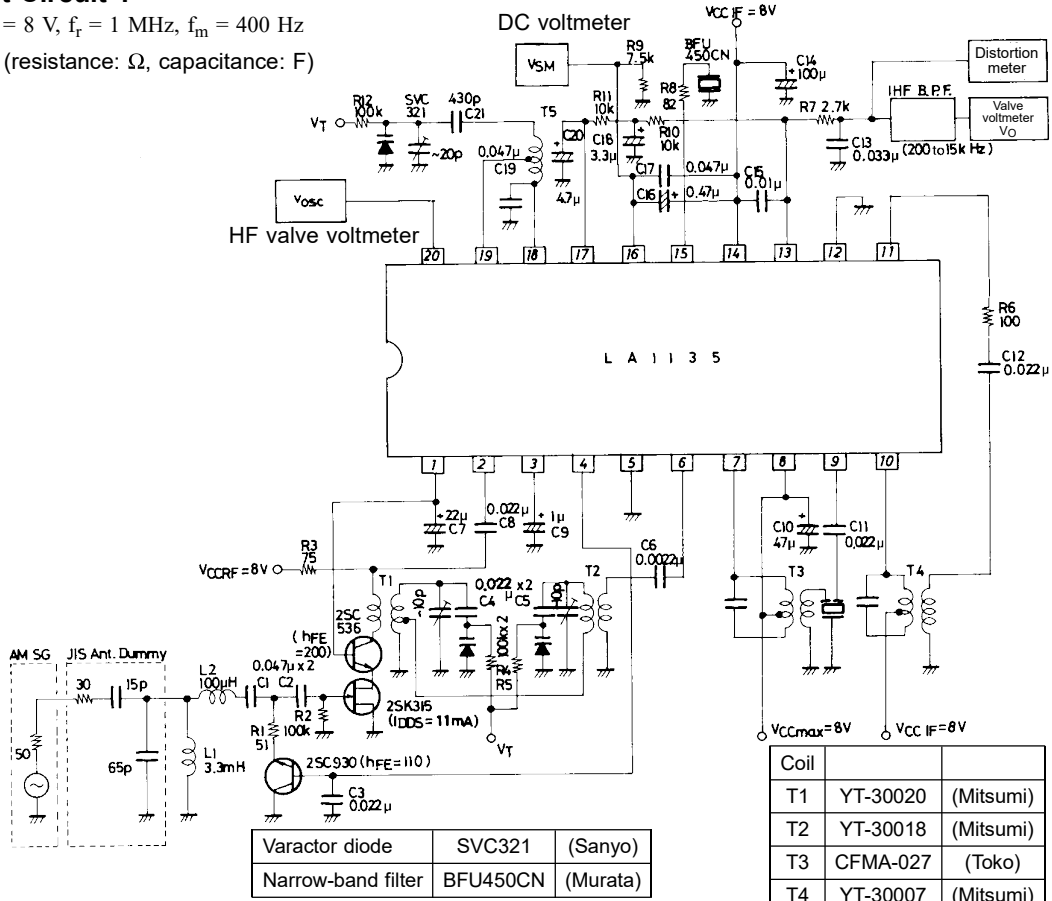 = 8 V, fr = 1 MHz, fm = 400 Hz
(resistance: Ω, capacitance: F)
DC voltmeter
VCC IF = 8V
VSM
R9
7.5k
BFU
450CN
C14
100μ
Distortion
meter
IHF B.P.F.
Valve
voltmeter
VO
(200 to 15k Hz)
R12
100k
SVC
321
430p
C21
T5
VT
~20p
0.047μ
C19
C20
47μ
R11
10k
C18
3.3μ
R8
82
R10
10k
R7 2.7k
C13
0.033μ
C17
0.047μ
C16
0.47μ
C15
0.01μ
VOSC
HF valve voltmeter
20
19
18
17
16
15
14
13
12
11
LA1135
R6
100
C12
0.022μ
1
2
3
4
5
6
7
8
9
10
22μ
C7
0.022μ
C8
1μ
C9
C6
0.0022μ
C10
47μ
C11
0.022μ
R3
75
VCCRF = 8V
T1
~10p
0.022μ x2
C4
C5
10p
T2
T3
T4
2SC
536
(hFE
=200)
100k x 2
R4
R5
2SK315
(IDDS = 11mA)
VT
AM SG
JIS Ant. Dummy
50
30
15p
65p
L2
100μH
L1
3.3mH
0.047μ x 2
C1
C2
R1
51
R2
100k
2SC930 (hFE=110)
C3
0.022μ
VCCmax = 8V
VCC IF = 8V
Varactor diode SVC321 (Sanyo)
Narrow-band filter BFU450CN (Murata)
Coil
T1 YT-30020 (Mitsumi)
T2 YT-30018 (Mitsumi)
T3 CFMA-027 (Toko)
T4 YT-30007 (Mitsumi)